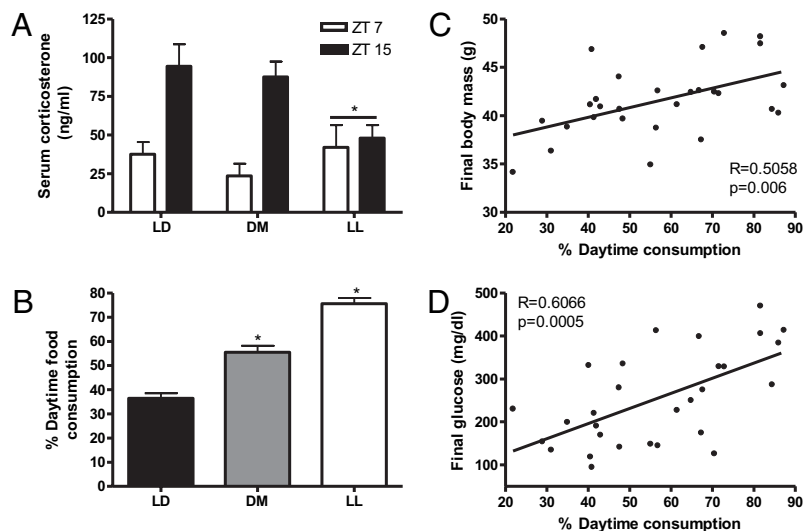 A
ZT 7
ZT 15
Serum corticosterone
(ng/ml)
125
100
75
50
25
0
*
LD
DM
LL
B
% Daytime food
consumption
80
70
60
50
40
30
20
10
0
*
*
LD
DM
LL
C
Final body mass (g)
50
45
40
35
30
R=0.5058
p=0.006
20
30
40
50
60
70
80
90
% Daytime consumption
D
Final glucose (mg/dl)
500
400
300
200
100
R=0.6066
p=0.0005
20
30
40
50
60
70
80
90
% Daytime consumption